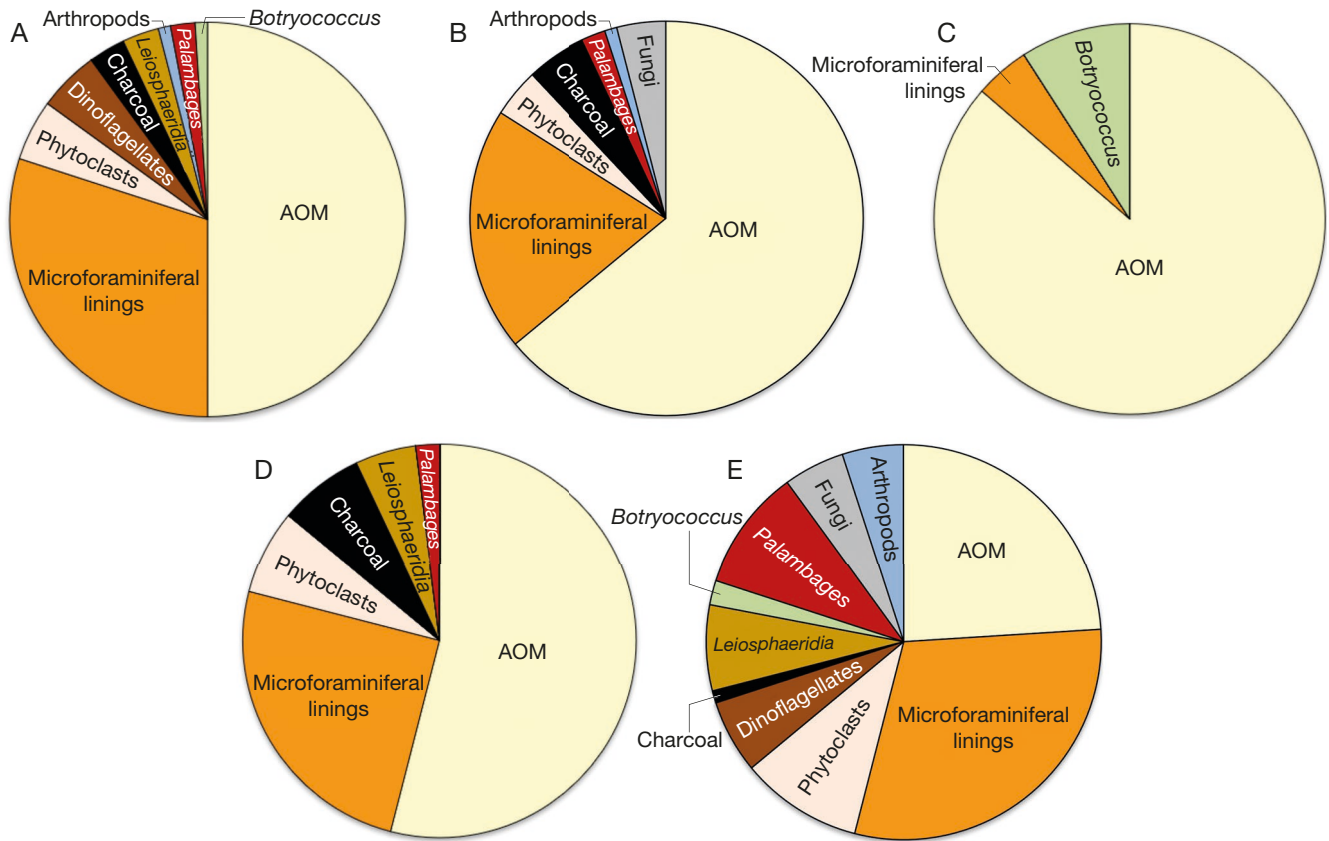 A
Arthropods
Botryococcus
Palambages
Leiosphaeridia
Charcoal
Dinoflagellates
Phytoclasts
Microforaminiferal
linings
AOM
B
Arthropods
Fungi
Palambages
Charcoal
Phytoclasts
Microforaminiferal
linings
AOM
C
Microforaminiferal
linings
Botryococcus
AOM
D
Palambages
Leiosphaeridia
Charcoal
Phytoclasts
Microforaminiferal
linings
AOM
E
Arthropods
Fungi
Palambages
Botryococcus
Leiosphaeridia
Dinoflagellates
Charcoal
Phytoclasts
AOM
Microforaminiferal
linings